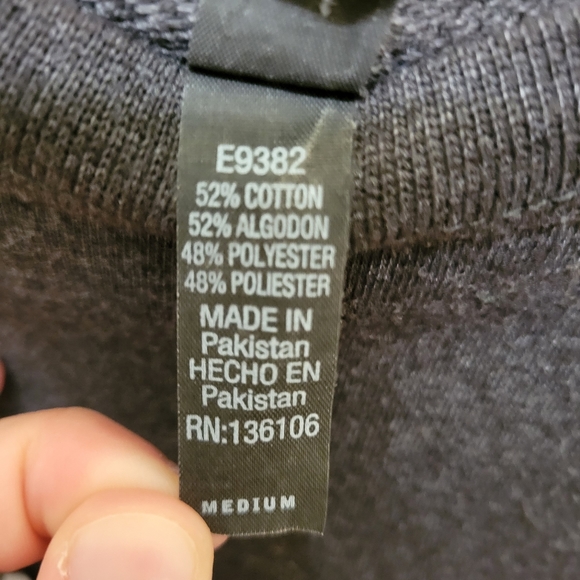 E9382
52% COTTON
52% ALGODON
48% POLYESTER
48% POLIESTER
MADE IN
Pakistan
HECHO EN
Pakistan
RN:136106
MEDIUM